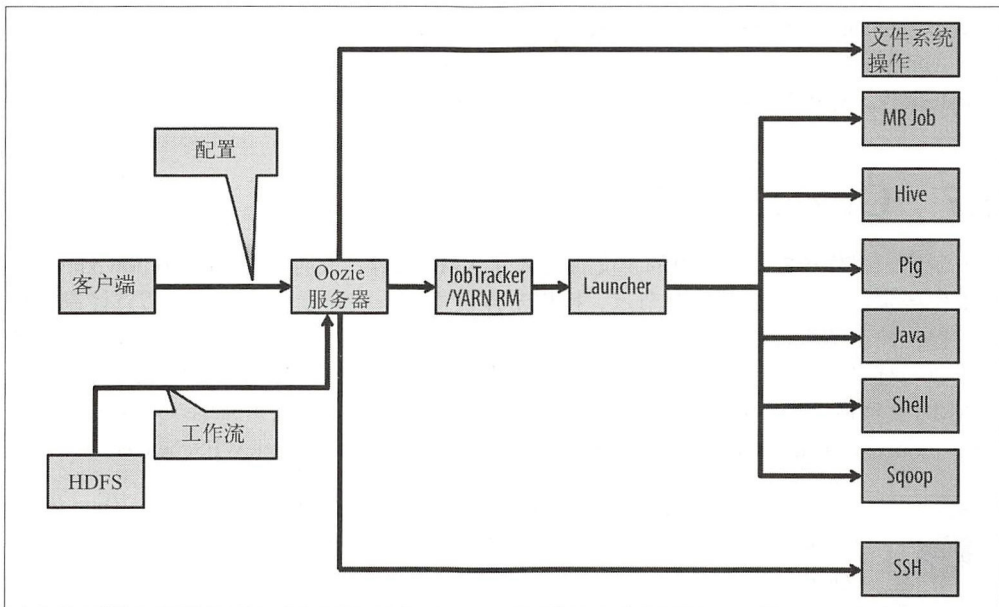 文件系统
操作
MR Job
配置
Hive
客户端
Oozie
服务器
JobTracker
/YARN RM
Launcher
Pig
Java
工作流
Shell
HDFS
Sqoop
SSH